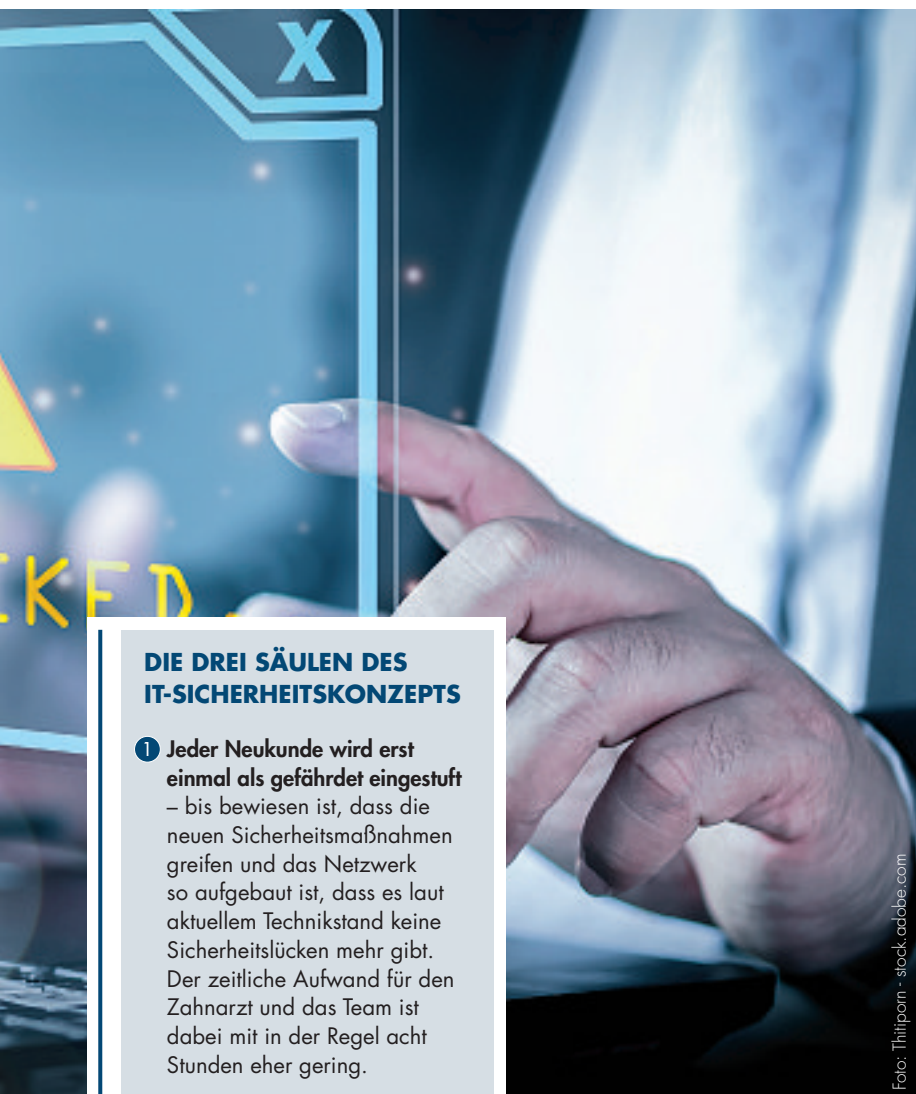 X
CKED.
DIE DREI SÄULEN DES
IT-SICHERHEITSKONZEPTS
1 Jeder Neukunde wird erst
einmal als gefährdet eingestuft
– bis bewiesen ist, dass die
neuen Sicherheitsmaßnahmen
greifen und das Netzwerk
so aufgebaut ist, dass es laut
aktuellem Technikstand keine
Sicherheitslücken mehr gibt.
Der zeitliche Aufwand für den
Zahnarzt und das Team ist
dabei mit in der Regel acht
Stunden eher gering.
Foto: Thitiporn - stock.adobe.com